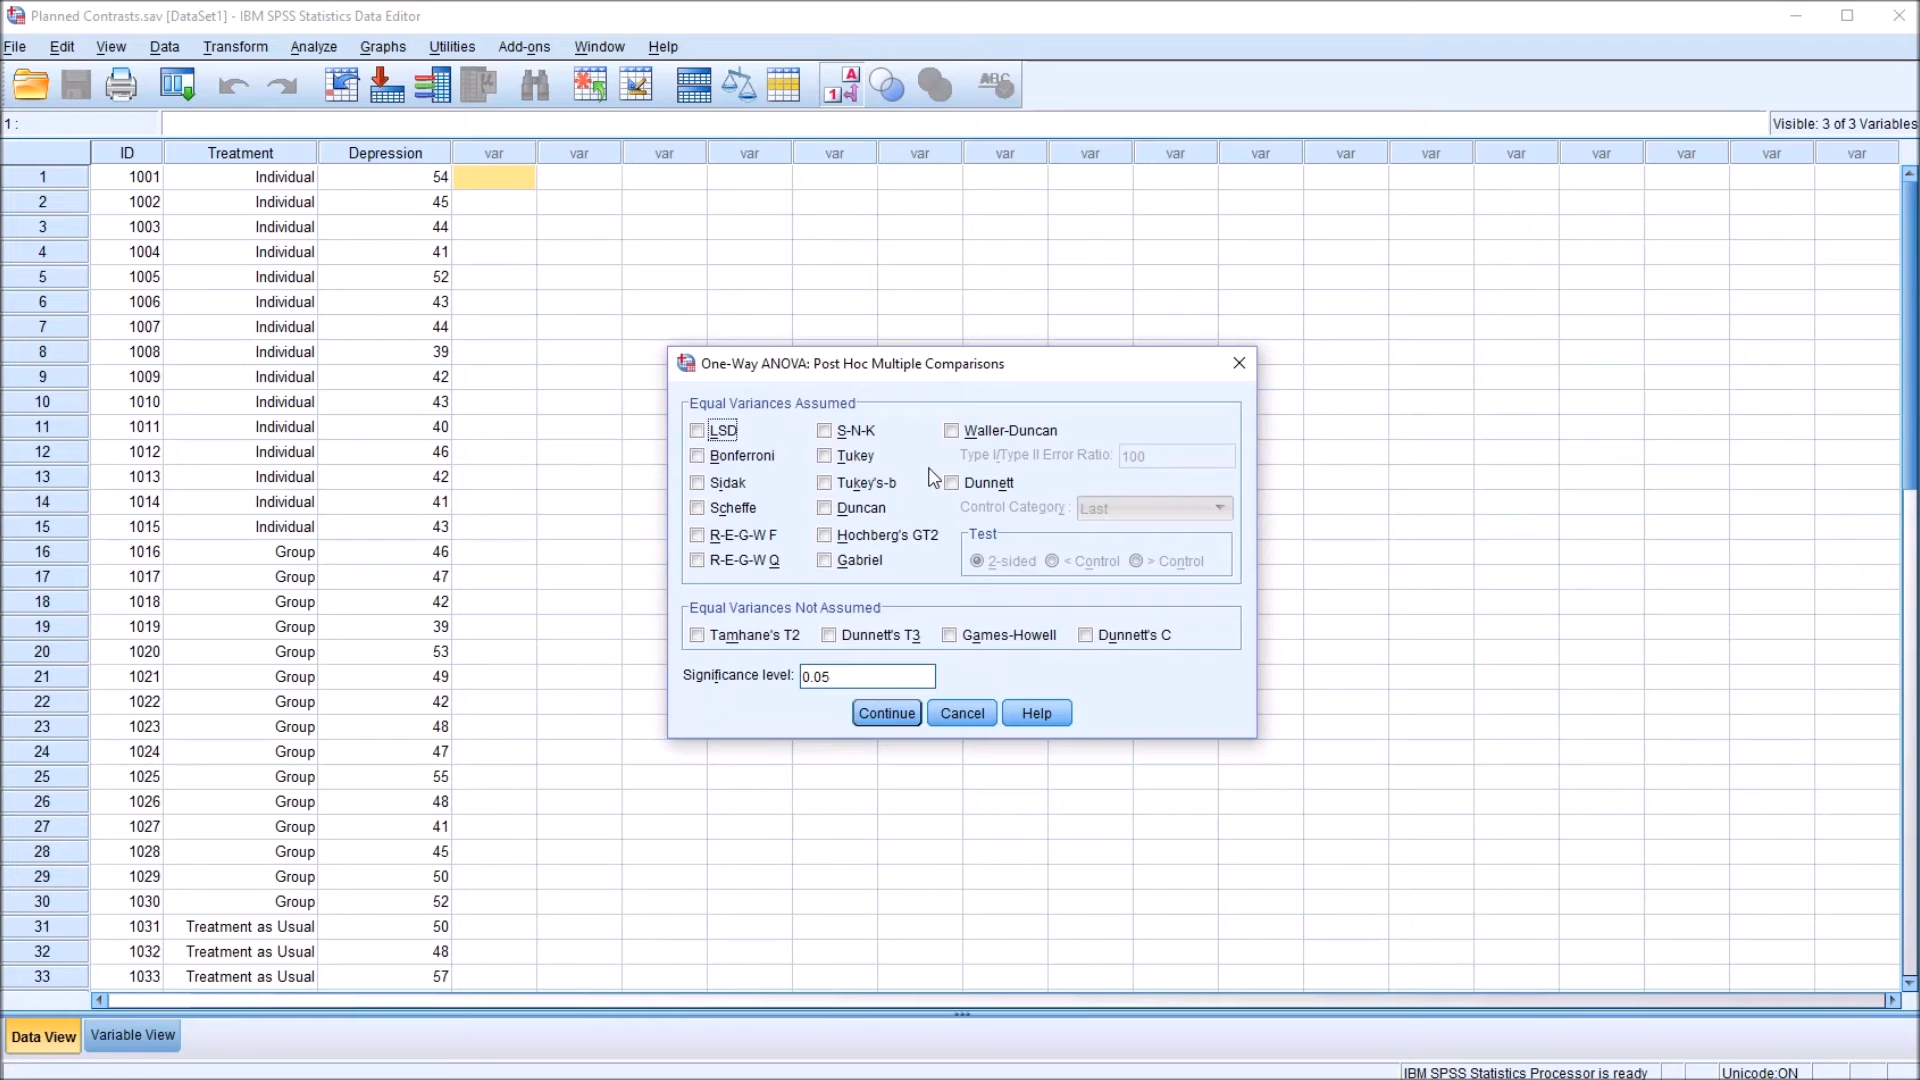 Planned Contrasts.sav [DataSet1] - IBM SPSS Statistics Data Editor
File Edit View Data Transform Analyze Graphs Utilities Add-ons Window Help
A
1
ABC
1 :
Visible: 3 of 3 Variables
ID Treatment Depression var var var var var var var var var var var var var var var var var
1 1001 Individual 54
2 1002 Individual 45
3 1003 Individual 44
4 1004 Individual 41
5 1005 Individual 52
6 1006 Individual 43
7 1007 Individual 44
8 1008 Individual 39
9 1009 Individual 42
10 1010 Individual 43
11 1011 Individual 40
12 1012 Individual 46
13 1013 Individual 42
14 1014 Individual 41
15 1015 Individual 43
16 1016 Group 46
17 1017 Group 47
18 1018 Group 42
19 1019 Group 39
20 1020 Group 53
21 1021 Group 49
22 1022 Group 42
23 1023 Group 48
24 1024 Group 47
25 1025 Group 55
26 1026 Group 48
27 1027 Group 41
28 1028 Group 45
29 1029 Group 50
30 1030 Group 52
31 1031 Treatment as Usual 50
32 1032 Treatment as Usual 48
33 1033 Treatment as Usual 57
One-Way ANOVA: Post Hoc Multiple Comparisons
Equal Variances Assumed
LSD S-N-K Waller-Duncan
Bonferroni Tukey Type I/Type II Error Ratio: 100
Sidak Tukey's-b Dunnett
Scheffe Duncan Control Category : Last
R-E-G-W F Hochberg's GT2 Test
R-E-G-W Q Gabriel 2-sided < Control > Control
Equal Variances Not Assumed
Tamhane's T2 Dunnett's T3 Games-Howell Dunnett's C
Significance level: 0.05
Continue Cancel Help
Data View Variable View
IBM SPSS Statistics Processor is ready Unicode:ON